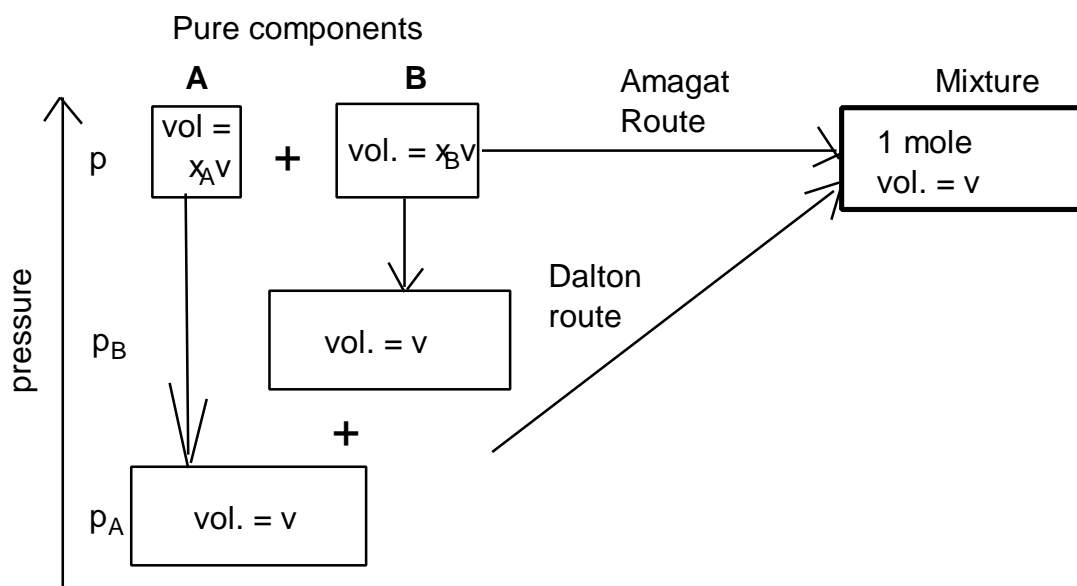 Pure components
A
B
Amagat
Route
Mixture
p
vol =
xAv
+
vol. = xBv
1 mole
vol. = v
pressure
Dalton
route
pB
vol. = v
+
pA
vol. = v